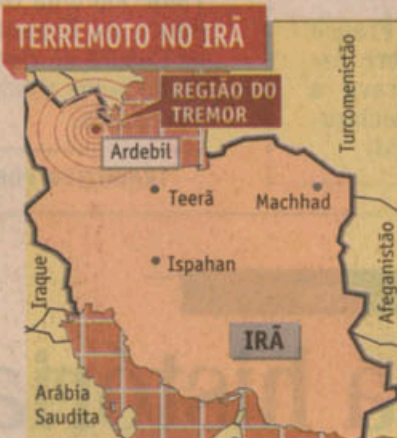 TERREMOTO NO IRÃ
REGIÃO DO
TREMOR
Turcomenistão
Ardebil
Teerã
Machhad
Ispahan
Iraque
Afeganistão
IRÃ
Arábia
Saudita